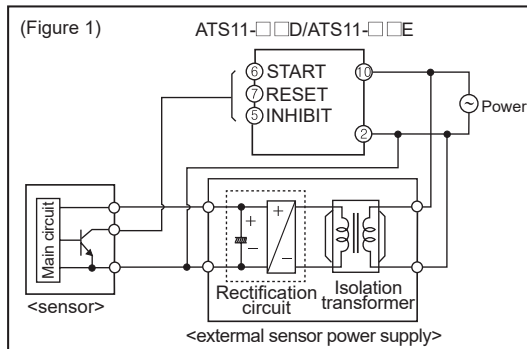 (Figure 1)
ATS11-□□D/ATS11-□□E
⑥ START
⑦ RESET
⑤ INHIBIT
⑩
②
~
Power
Main circuit
<sensor>
+
−
+
−
Rectification
circuit
Isolation
transformer
<external sensor power supply>